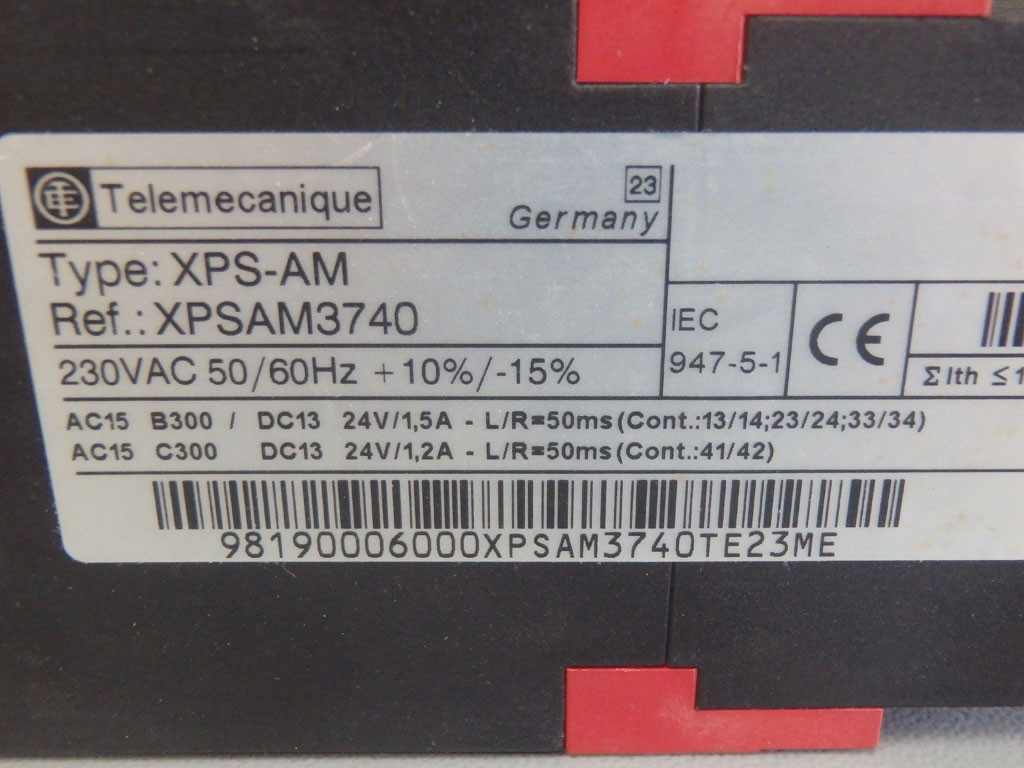 Telemecanique
23
Germany
Type: XPS-AM
Ref.: XPSAM3740
230VAC 50/60Hz +10%/-15%
IEC
947-5-1
CE
Σ Ith ≤ 1
AC15 B300 / DC13 24V/1,5A - L/R=50ms (Cont.:13/14;23/24;33/34)
AC15 C300 DC13 24V/1,2A - L/R=50ms (Cont.:41/42)
98190006000XPSAM3740TE23ME